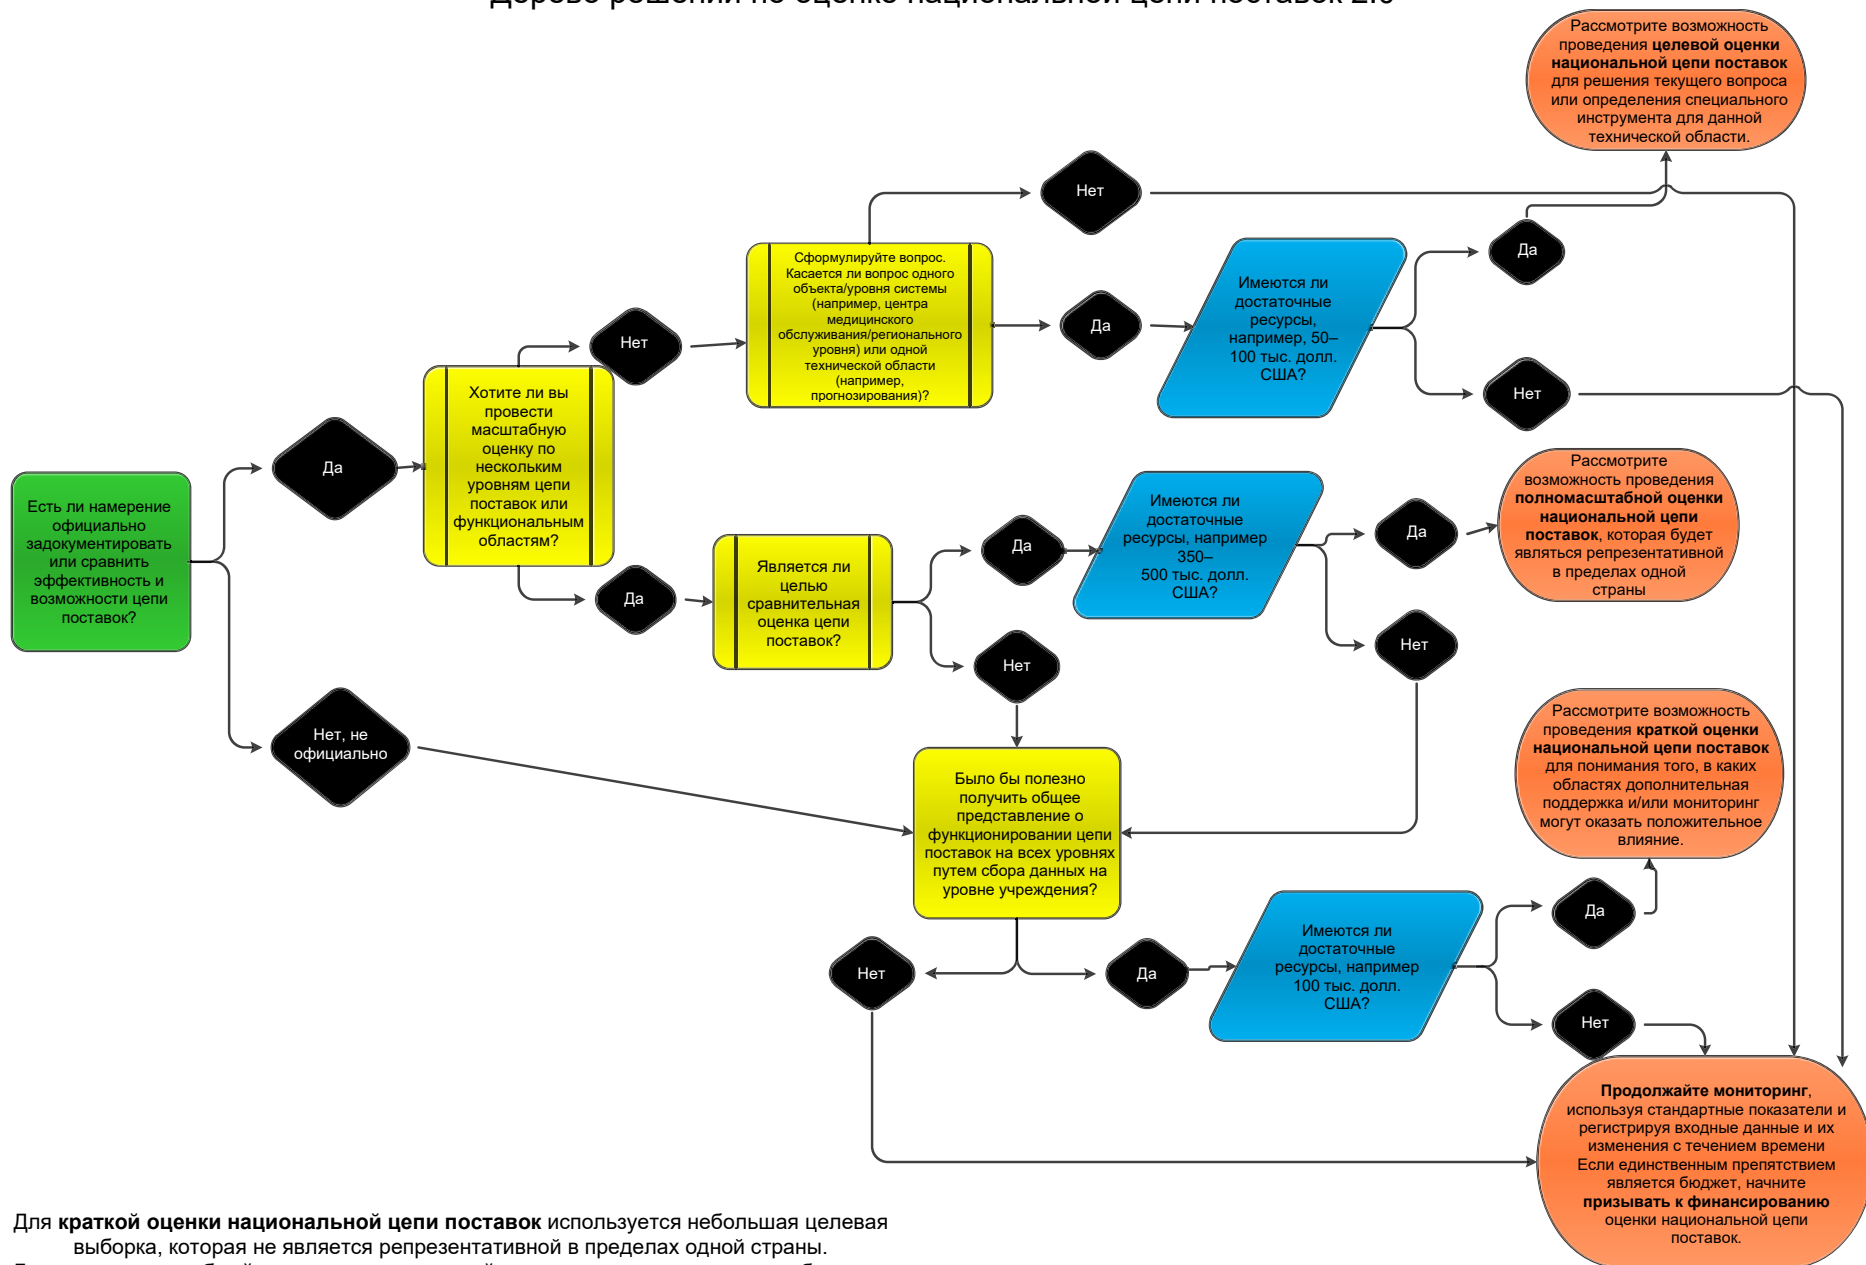 Рассмотрите возможность
проведения целевой оценки
национальной цепи поставок
для решения текущего вопроса
или определения специального
инструмента для данной
технической области.
Нет
Сформулируйте вопрос.
Касается ли вопрос одного
объекта/уровня системы
(например, центра
медицинского
обслуживания/регионального
уровня) или одной
технической области
(например,
прогнозирования)?
Да
Имеются ли
достаточные
ресурсы,
например, 50–
100 тыс. долл.
США?
Да
Нет
Нет
Хотите ли вы
провести
масштабную
оценку по
нескольким
уровням цепи
поставок или
функциональным
областям?
Да
Есть ли намерение
официально
задокументировать
или сравнить
эффективность и
возможности цепи
поставок?
Да
Является ли
целью
сравнительная
оценка цепи
поставок?
Да
Имеются ли
достаточные
ресурсы, например
350–
500 тыс. долл.
США?
Да
Рассмотрите
возможность проведения
полномасштабной оценки
национальной цепи
поставок, которая будет
являться репрезентативной
в пределах одной
страны
Нет
Нет
Нет, не
официально
Было бы полезно
получить общее
представление о
функционировании цепи
поставок на всех уровнях
путем сбора данных на
уровне учреждения?
Рассмотрите возможность
проведения краткой оценки
национальной цепи поставок
для понимания того, в каких
областях дополнительная
поддержка и/или мониторинг
могут оказать положительное
влияние.
Нет
Да
Имеются ли
достаточные
ресурсы, например
100 тыс. долл.
США?
Да
Нет
Продолжайте мониторинг,
используя стандартные показатели и
регистрируя входные данные и их
изменения с течением времени
Если единственным препятствием
является бюджет, начните
призывать к финансированию
оценки национальной цепи
поставок.
Для краткой оценки национальной цепи поставок используется небольшая целевая
выборка, которая не является репрезентативной в пределах одной страны.